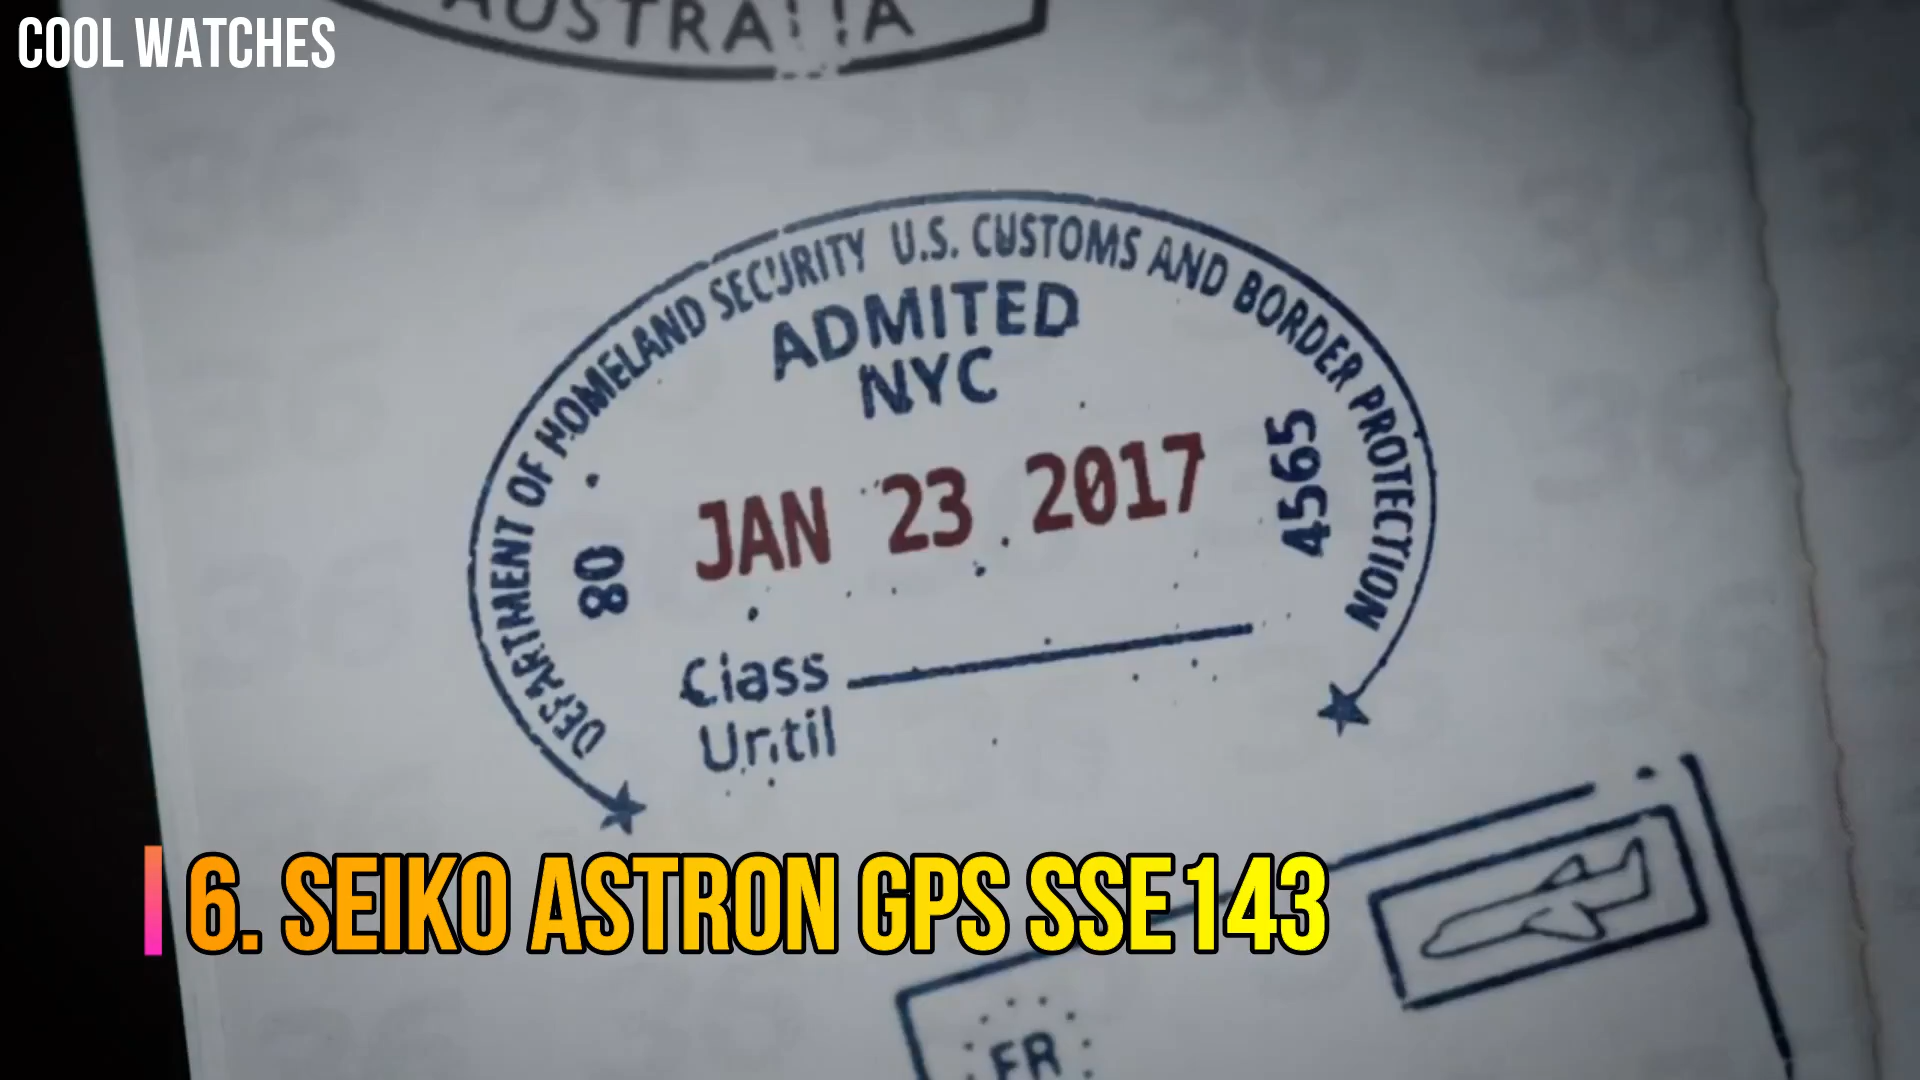 COOL WATCHES
AUSTRALIA
DEPARTMENT OF HOMELAND SECURITY U.S. CUSTOMS AND BORDER PROTECTION
ADMITED
NYC
80
JAN 23 2017
4565
Class
Until
6. SEIKO ASTRON GPS SSE143
FR